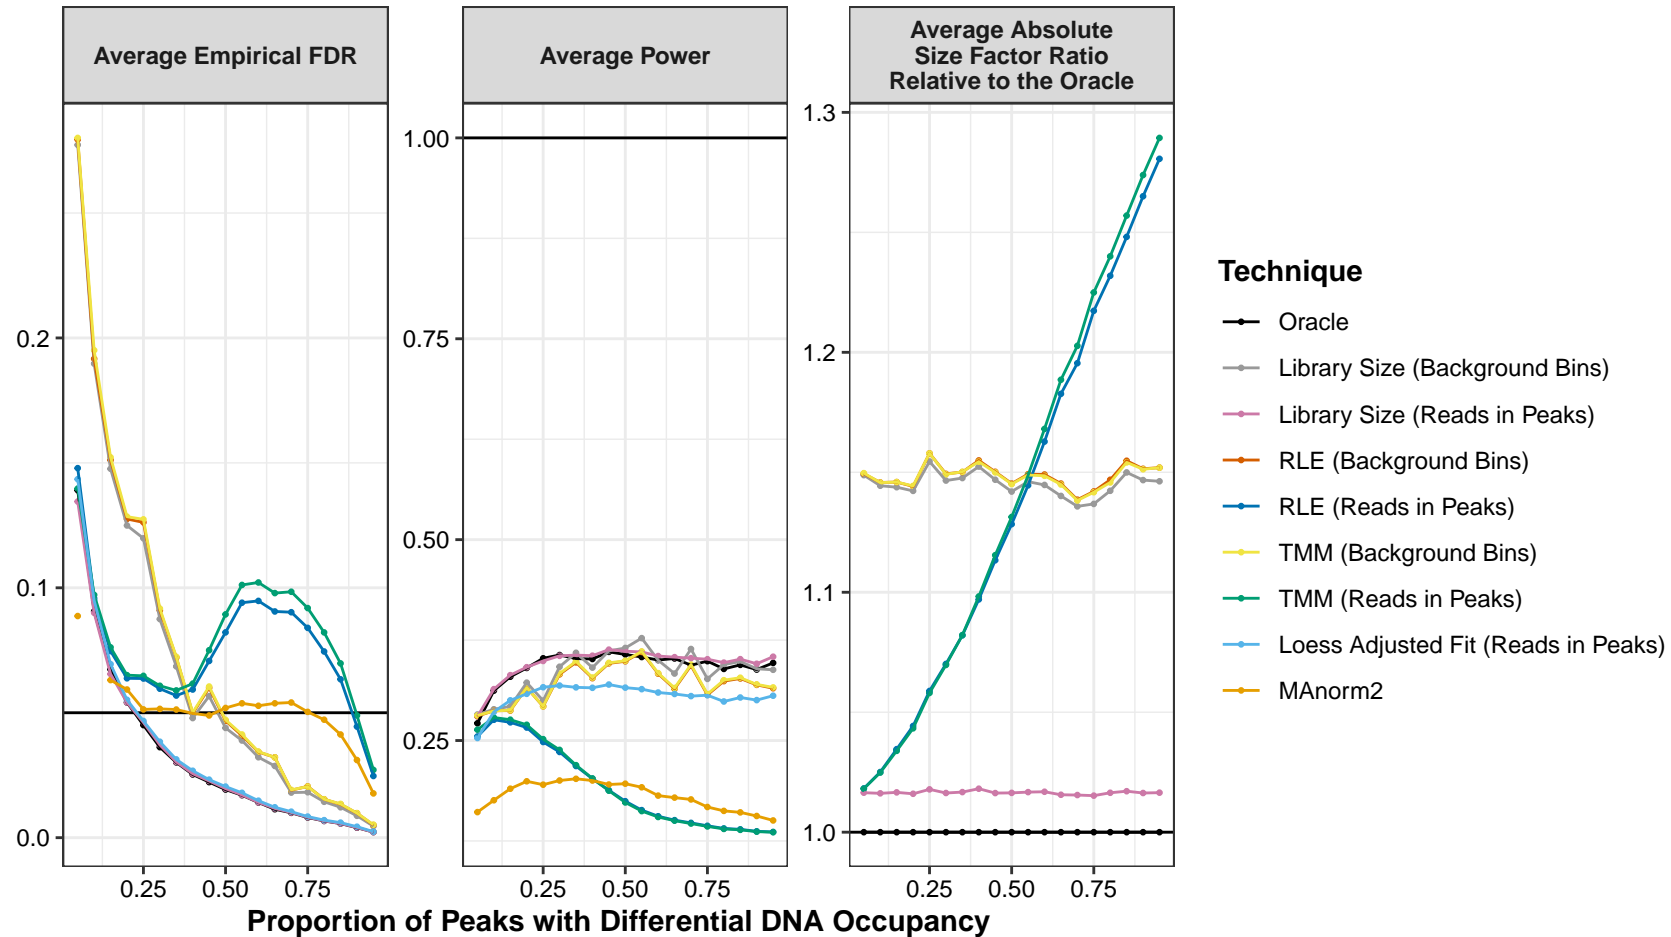 Average Empirical FDR
Average Power
Average Absolute
Size Factor Ratio
Relative to the Oracle
0.2
0.1
0.0
1.00
0.75
0.50
0.25
1.3
1.2
1.1
1.0
0.25 0.50 0.75
0.25 0.50 0.75
0.25 0.50 0.75
Proportion of Peaks with Differential DNA Occupancy
Technique
Oracle
Library Size (Background Bins)
Library Size (Reads in Peaks)
RLE (Background Bins)
RLE (Reads in Peaks)
TMM (Background Bins)
TMM (Reads in Peaks)
Loess Adjusted Fit (Reads in Peaks)
MAnorm2